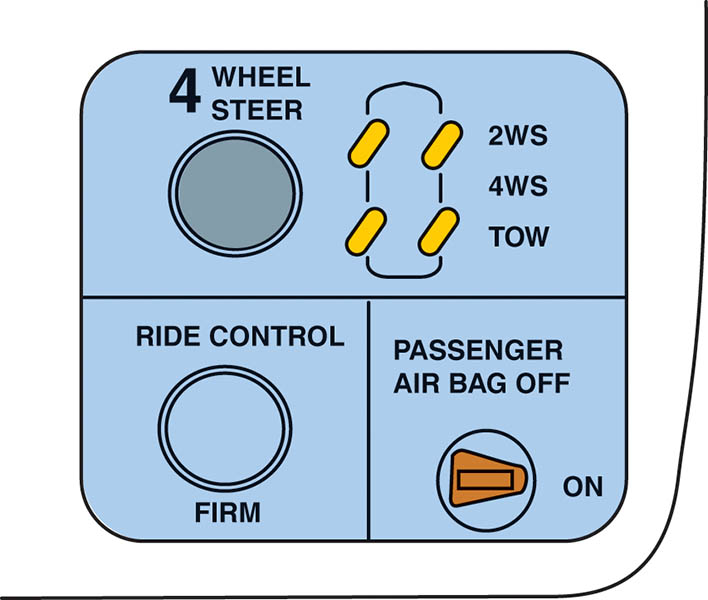 4 WHEEL
STEER
2WS
4WS
TOW
RIDE CONTROL
FIRM
PASSENGER
AIR BAG OFF
ON